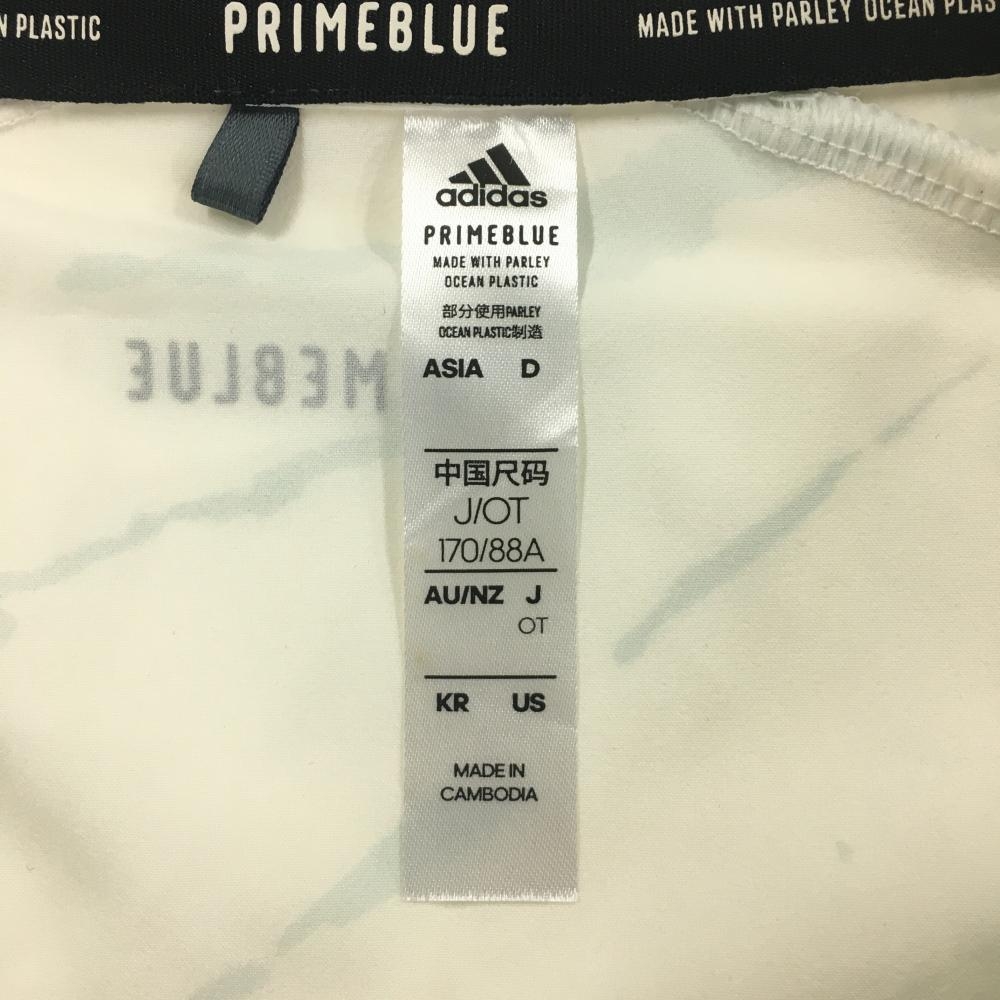 N PLASTIC PRIMEBLUE MADE WITH PARLEY OCEAN PLAS
adidas
PRIMEBLUE
MADE WITH PARLEY
OCEAN PLASTIC
部分使用PARLEY
OCEAN PLASTIC制造
ASIA D
MEBLUE
中国尺码
J/OT
170/88A
AU/NZ J
OT
KR US
MADE IN
CAMBODIA